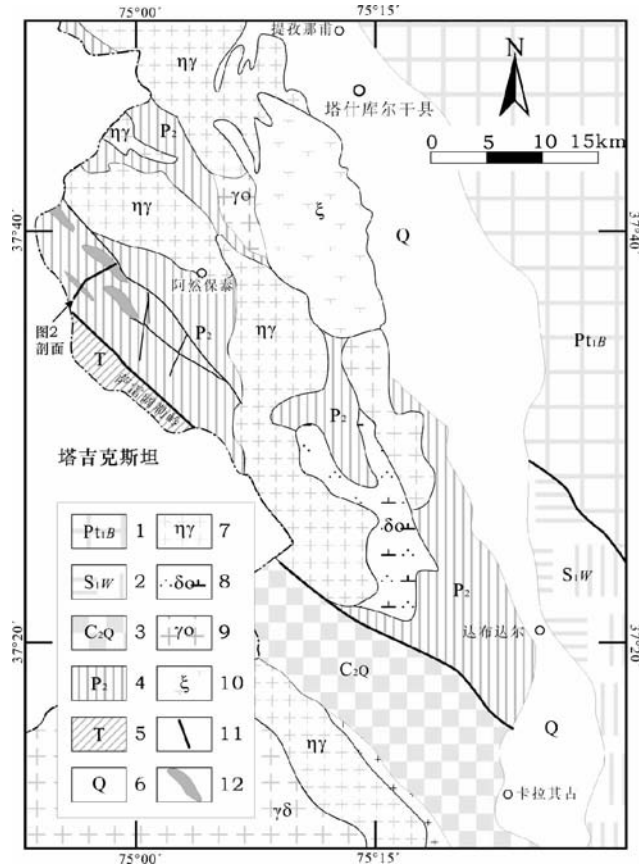 75°00′
75°15′
提孜那甫
ηγ
塔什库尔干县
N
0 5 10 15km
P₂
ηγ
γο
ξ
Q
ηγ
37°40′
37°40′
阿然保泰
图2
剖面
P₂
ηγ
Pt₁B
T
P₂
塔吉克斯坦
δο
S₁W
P₂
达布达尔
37°20′
37°20′
C₂Q
Q
ηγ
卡拉其古
γδ
Pt₁B 1 ηγ 7
S₁W 2 δο 8
C₂Q 3 γο 9
P₂ 4 ξ 10
T 5 11
Q 6 12
75°00′
75°15′